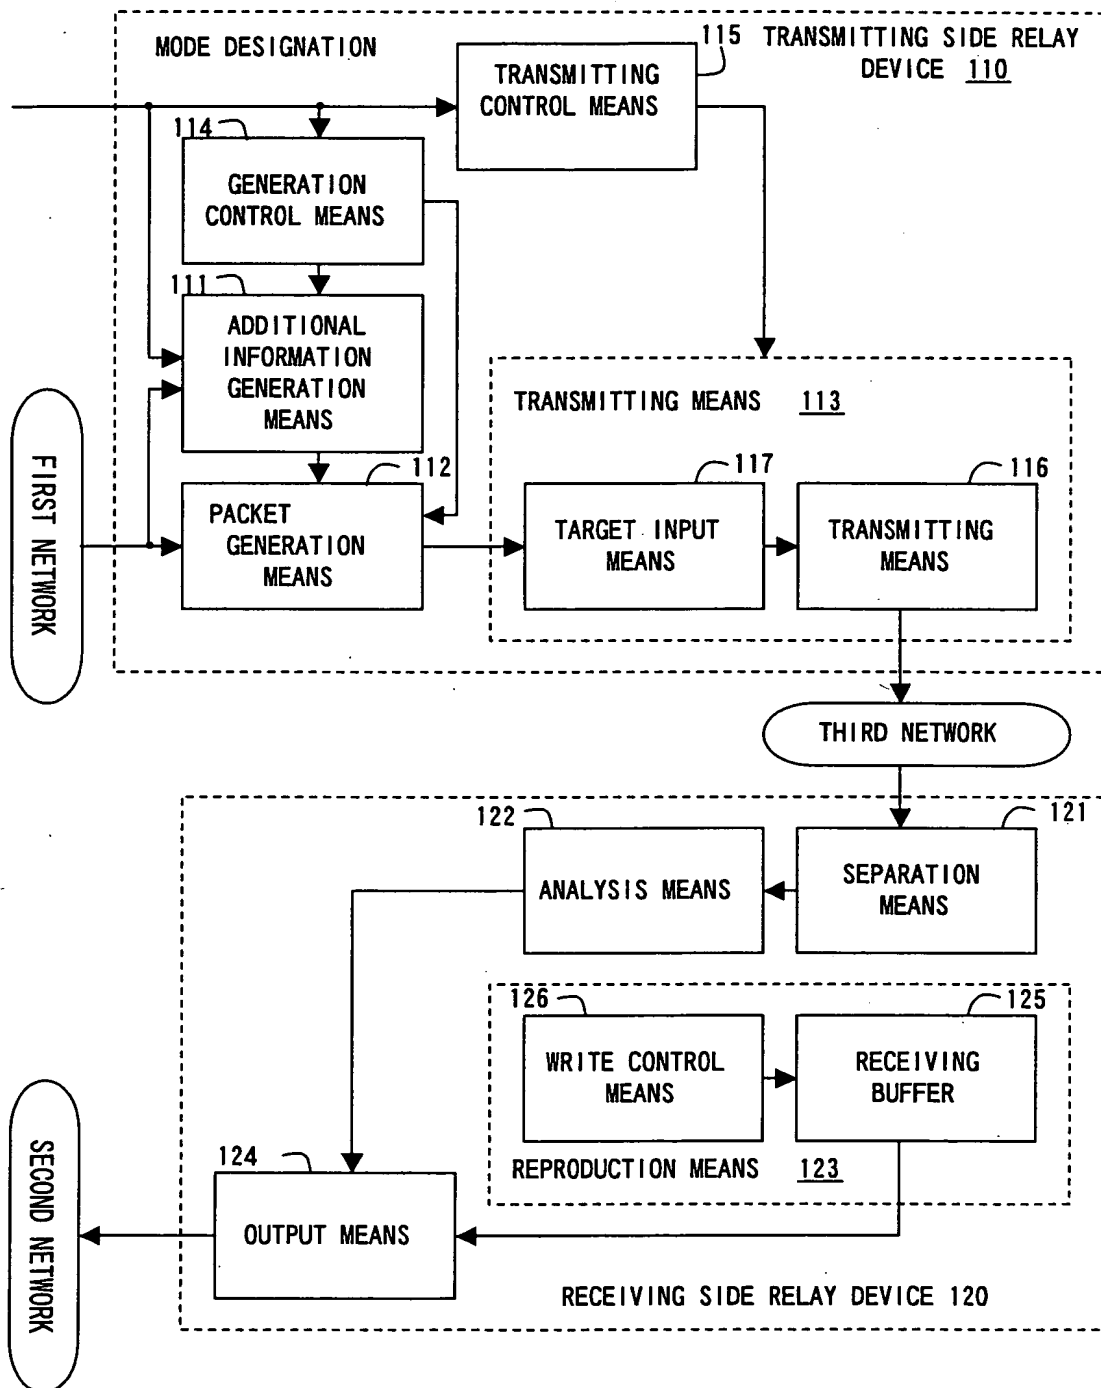 MODE DESIGNATION
115
TRANSMITTING SIDE RELAY
DEVICE 110
TRANSMITTING
CONTROL MEANS
114
GENERATION
CONTROL MEANS
111
ADDITIONAL
INFORMATION
GENERATION
MEANS
TRANSMITTING MEANS 113
FIRST NETWORK
112
PACKET
GENERATION
MEANS
117
TARGET INPUT
MEANS
116
TRANSMITTING
MEANS
THIRD NETWORK
122
ANALYSIS MEANS
121
SEPARATION
MEANS
126
WRITE CONTROL
MEANS
125
RECEIVING
BUFFER
REPRODUCTION MEANS 123
SECOND NETWORK
124
OUTPUT MEANS
RECEIVING SIDE RELAY DEVICE 120